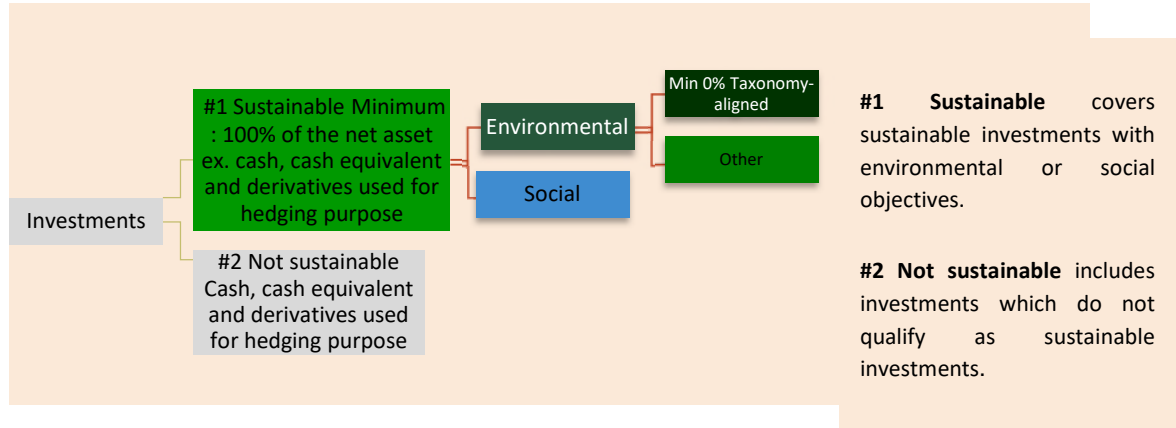 Investments
#1 Sustainable Minimum
: 100% of the net asset
ex. cash, cash equivalent
and derivatives used for
hedging purpose
#2 Not sustainable
Cash, cash equivalent
and derivatives used
for hedging purpose
Environmental
Social
Min 0% Taxonomy-
aligned
Other
#1 Sustainable covers
sustainable investments with
environmental or social
objectives.
#2 Not sustainable includes
investments which do not
qualify as sustainable
investments.